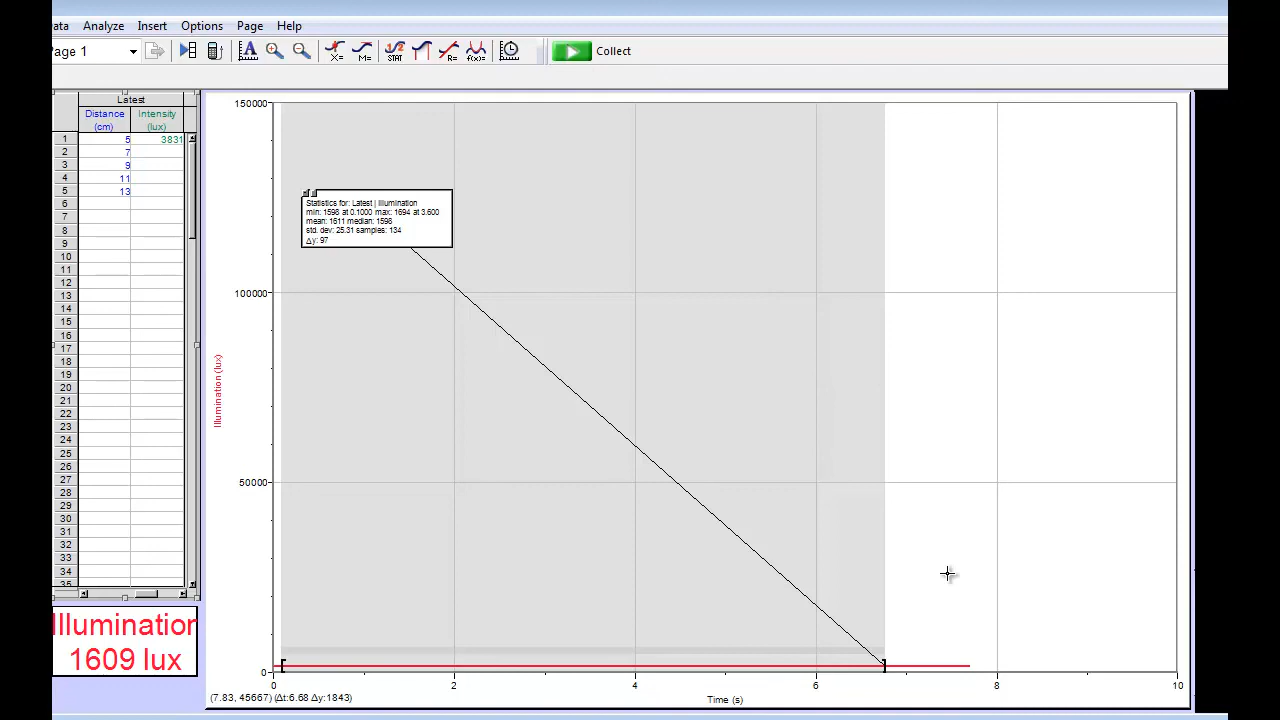 ata Analyze Insert Options Page Help
age 1 A X= M= 1/2 STAT R= f(x)= Collect
Latest
Distance Intensity
(cm) (lux)
1 5 3831
2 7
3 9
4 11
5 13
6
7
8
9
10
11
12
13
14
15
16
17
18
19
20
21
22
23
24
25
26
27
28
29
30
31
32
33
34
35
Illumination
1609 lux
150000
100000
50000
0
Illumination (lux)
Statistics for: Latest | Illumination
min: 1598 at 0.1000 max: 1694 at 3.600
mean: 1611 median: 1598
std. dev: 25.31 samples: 134
Δy: 97
0 2 4 6 8 10
(7.83, 45667) (Δt:6.68 Δy:1843)
Time (s)